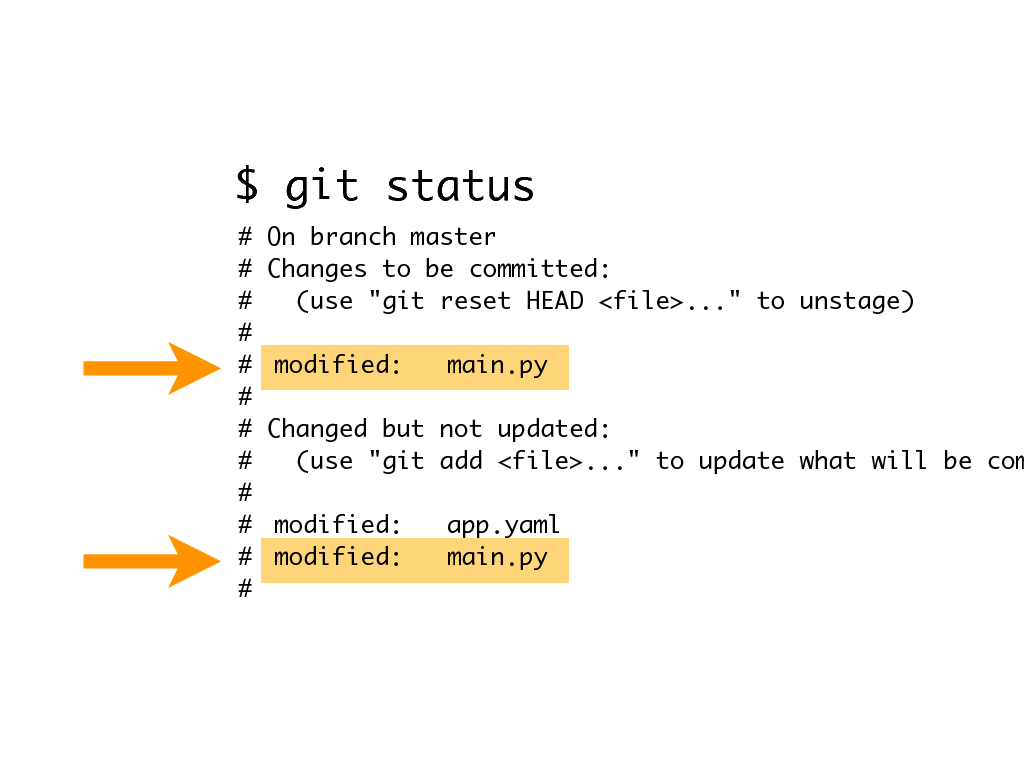 $ git status
# On branch master
# Changes to be committed:
#   (use "git reset HEAD <file>..." to unstage)
#
# modified:   main.py
#
# Changed but not updated:
#   (use "git add <file>..." to update what will be com
#
# modified:   app.yaml
# modified:   main.py
#